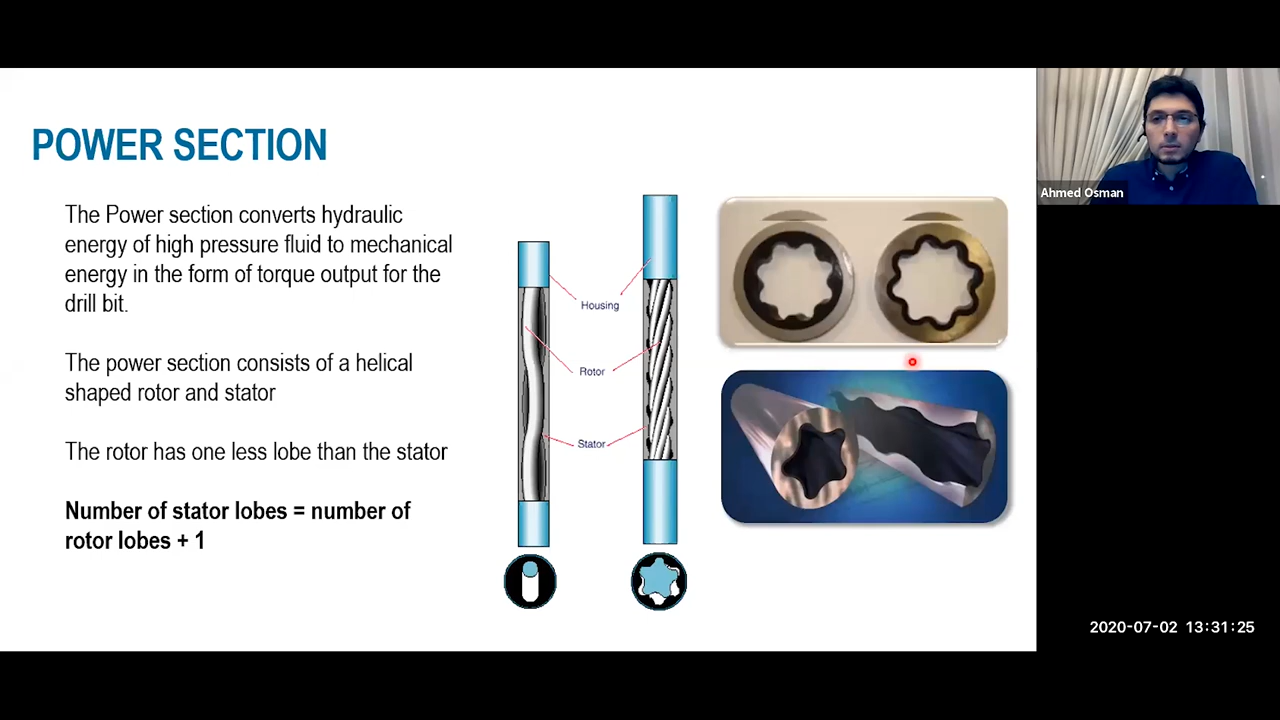 POWER SECTION
The Power section converts hydraulic
energy of high pressure fluid to mechanical
energy in the form of torque output for the
drill bit.
The power section consists of a helical
shaped rotor and stator
The rotor has one less lobe than the stator
Number of stator lobes = number of
rotor lobes + 1
Housing
Rotor
Stator
Ahmed Osman
2020-07-02 13:31:25